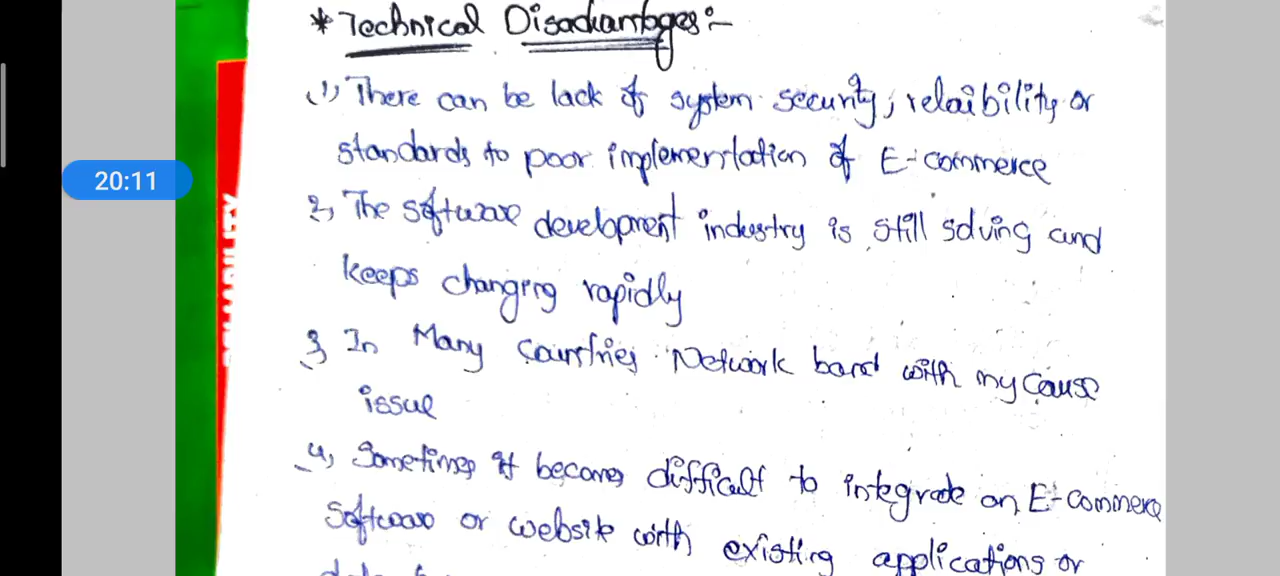 * Technical Disadvantages :-
(1) There can be lack of system security, relaibility or
standards to poor implementation of E-commerce
20:11
2, The software development industry is still solving and
keeps changing rapidly
3, In Many Countries Network band with my cause
issue
4, Sometimes it becomes difficult to integrate an E-commerce
software or website with existing applications or